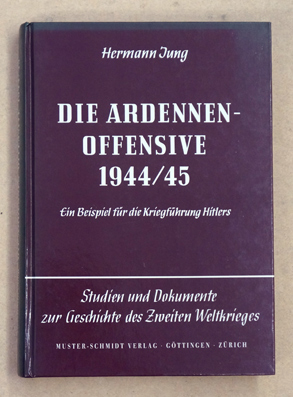 Hermann Jung
DIE ARDENNEN-
OFFENSIVE
1944/45
Ein Beispiel für die Kriegführung Hitlers
Studien und Dokumente
zur Geschichte des Zweiten Weltkrieges
MUSTER-SCHMIDT VERLAG · GÖTTINGEN · ZÜRICH